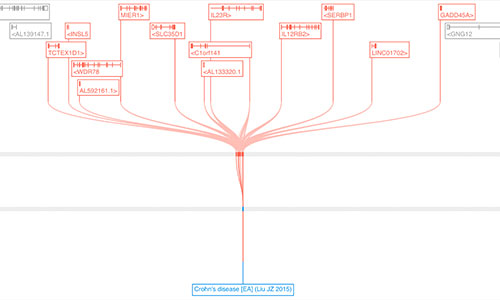 MIER1>
IL23R>
<SERBP1
GADD45A>
<AL139147.1
<INSL5
<SLC35D1
IL12RB2>
<GNG12
TCTEX1D1>
<C1orf141
LINC01702>
<WDR78
<AL133320.1
AL592161.1>
Crohn's disease [EA] (Liu JZ 2015)